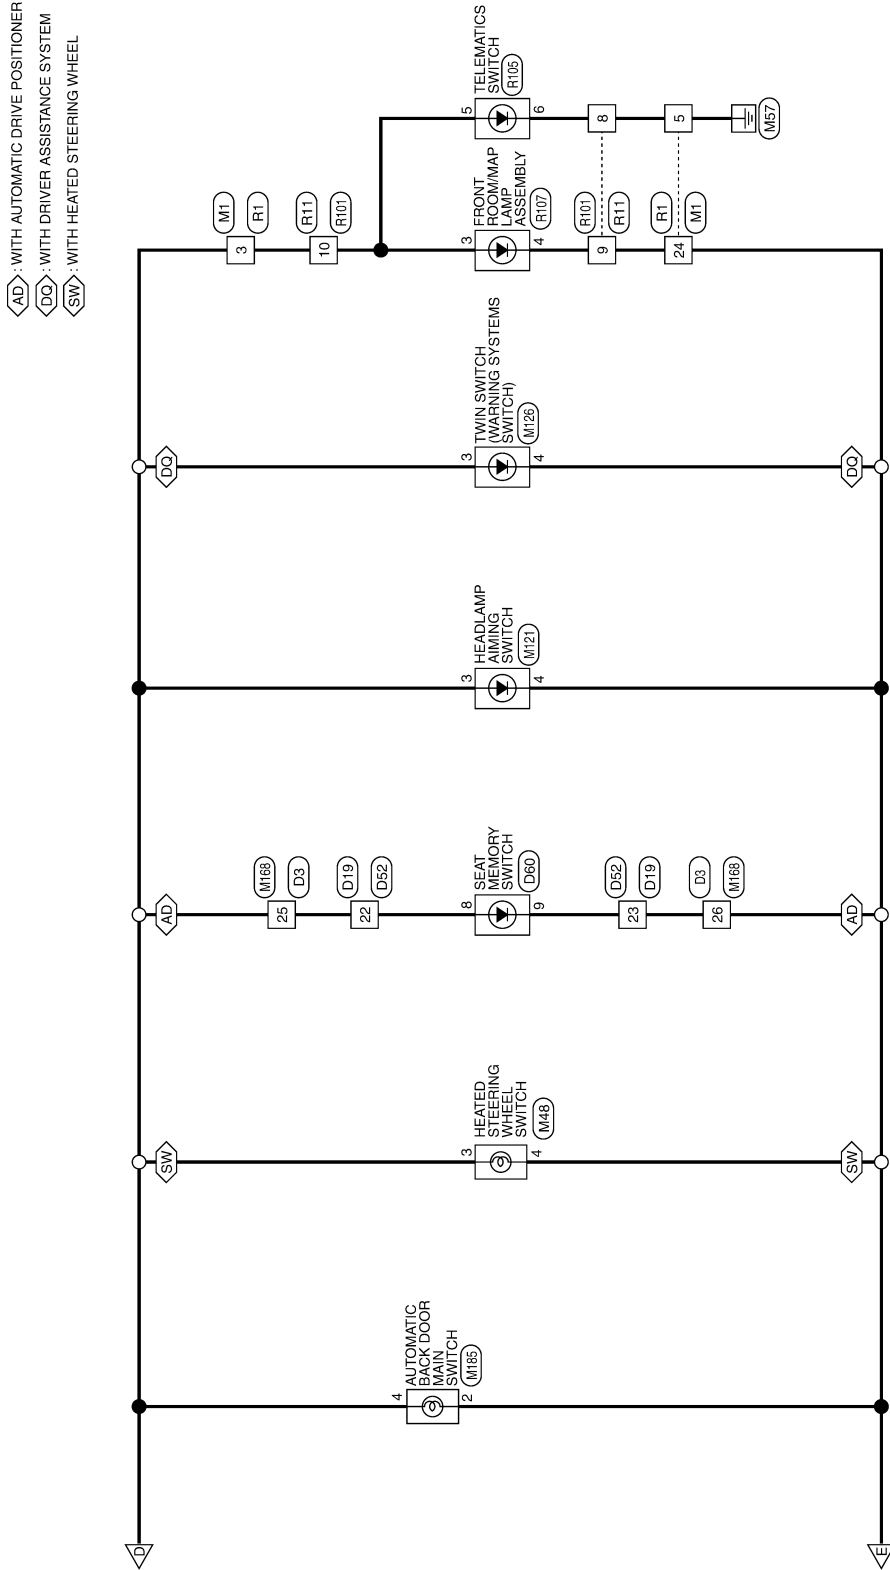 AD : WITH AUTOMATIC DRIVE POSITIONER
DQ : WITH DRIVER ASSISTANCE SYSTEM
SW : WITH HEATED STEERING WHEEL
D
E
4
AUTOMATIC
BACK DOOR
MAIN
SWITCH
M185
2
SW
3
HEATED
STEERING
WHEEL
SWITCH
M48
4
SW
AD
25
M168
D3
22
D19
D52
8
SEAT
MEMORY
SWITCH
D60
9
23
D52
D19
26
D3
M168
AD
3
HEADLAMP
AIMING
SWITCH
M121
4
DQ
3
TWIN SWITCH
(WARNING SYSTEMS
SWITCH)
M126
4
DQ
3
M1
R1
10
R11
R101
3
FRONT
ROOM/MAP
LAMP
ASSEMBLY
R107
4
9
R101
R11
24
R1
M1
5
TELEMATICS
SWITCH
R105
6
8
5
M57